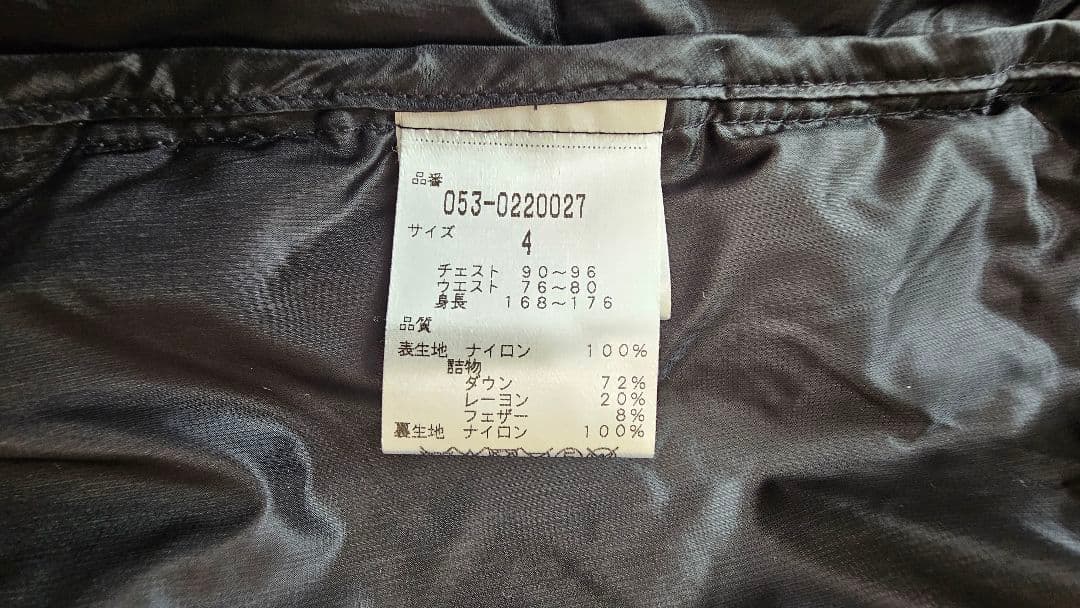 品番
053-0220027
サイズ 4
チェスト 90～96
ウエスト 76～80
身長 168～176
品質
表生地 ナイロン 100%
詰物
ダウン 72%
レーヨン 20%
フェザー 8%
裏生地 ナイロン 100%